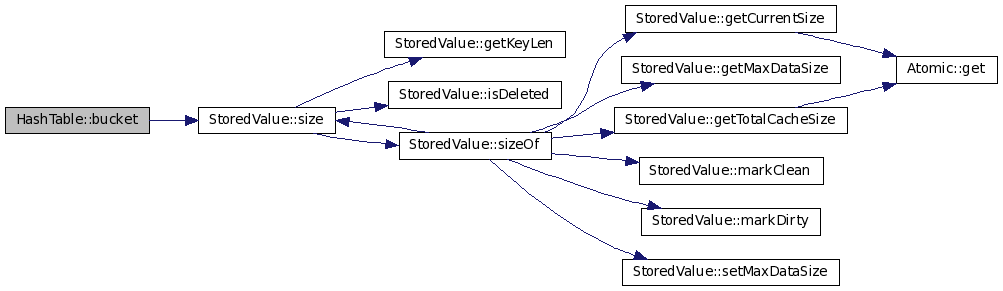 HashTable::bucket
StoredValue::size
StoredValue::getKeyLen
StoredValue::isDeleted
StoredValue::sizeOf
StoredValue::getCurrentSize
StoredValue::getMaxDataSize
StoredValue::getTotalCacheSize
StoredValue::markClean
StoredValue::markDirty
StoredValue::setMaxDataSize
Atomic::get